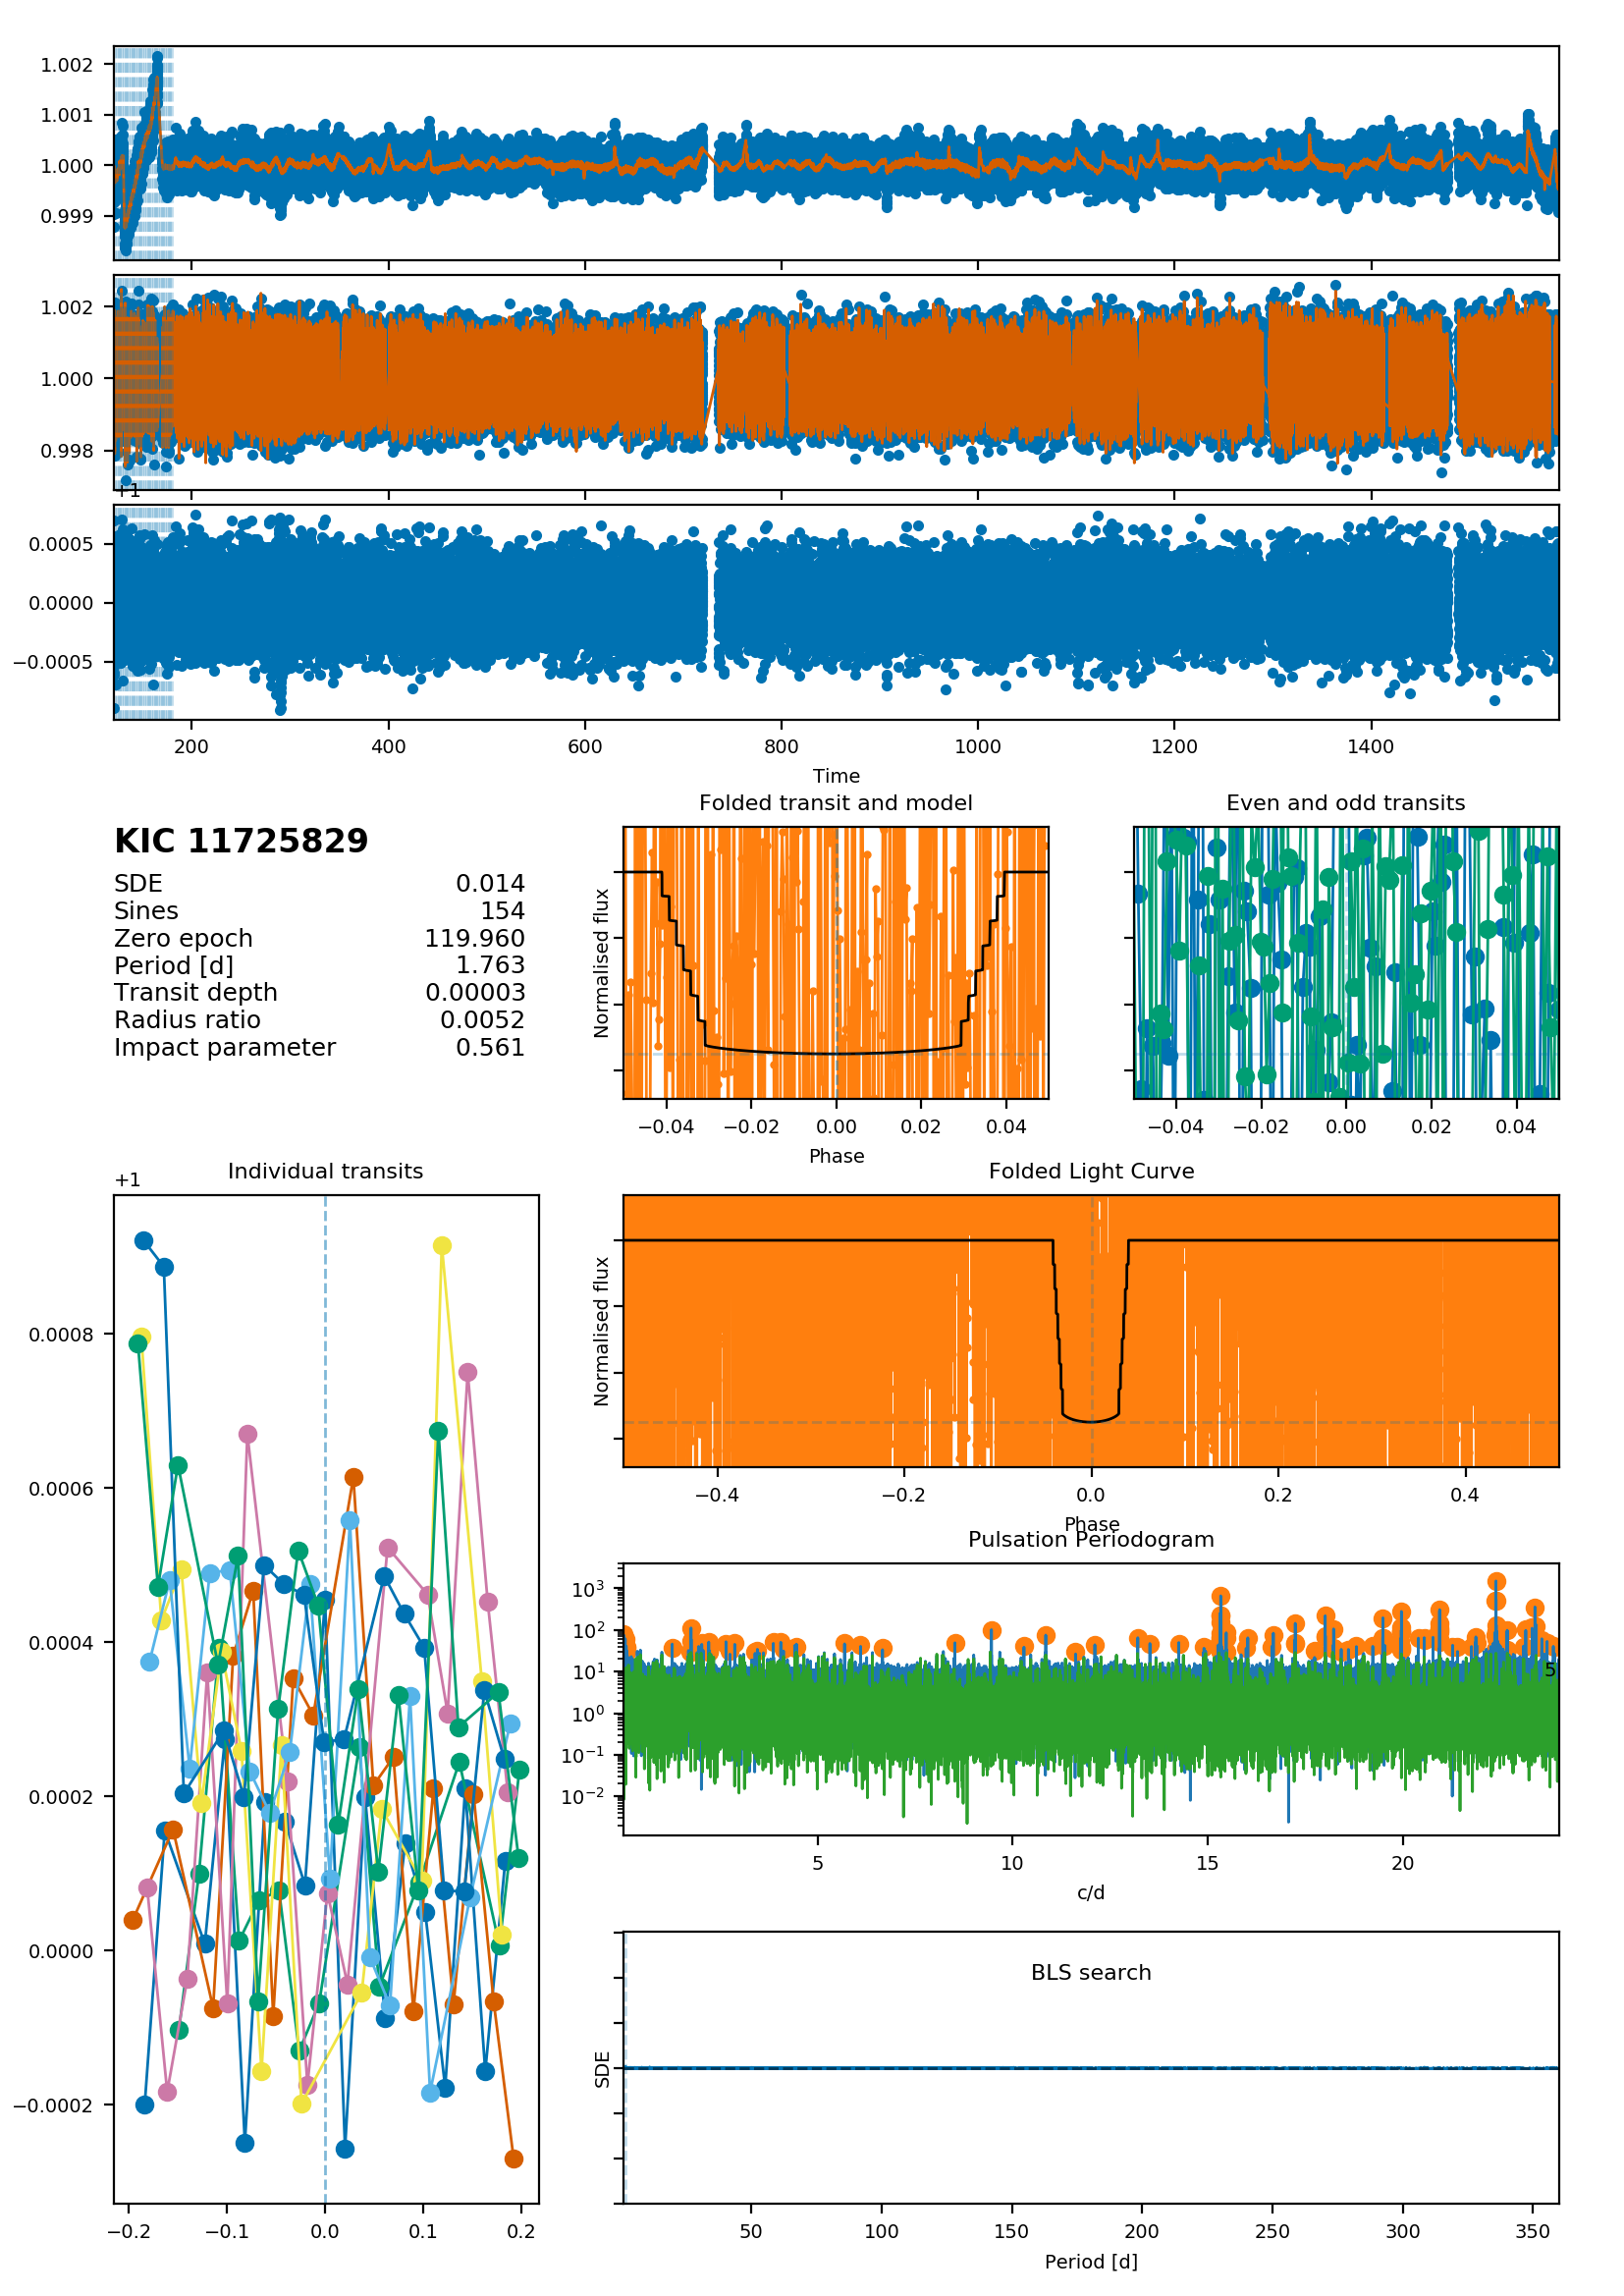 1.002
1.001
1.000
0.999
1.002
1.000
0.998
+1
0.0005
0.0000
−0.0005
200 400 600 800 1000 1200 1400
Time
KIC 11725829
SDE 0.014
Sines 154
Zero epoch 119.960
Period [d] 1.763
Transit depth 0.00003
Radius ratio 0.0052
Impact parameter 0.561
Folded transit and model
Normalised flux
−0.04 −0.02 0.00 0.02 0.04
Phase
Even and odd transits
−0.04 −0.02 0.00 0.02 0.04
Individual transits
+1
0.0008
0.0006
0.0004
0.0002
0.0000
−0.0002
−0.2 −0.1 0.0 0.1 0.2
Folded Light Curve
Normalised flux
−0.4 −0.2 0.0 0.2 0.4
Phase
Pulsation Periodogram
10³
10²
10¹
10⁰
10⁻¹
10⁻²
5
5 10 15 20
c/d
BLS search
SDE
50 100 150 200 250 300 350
Period [d]